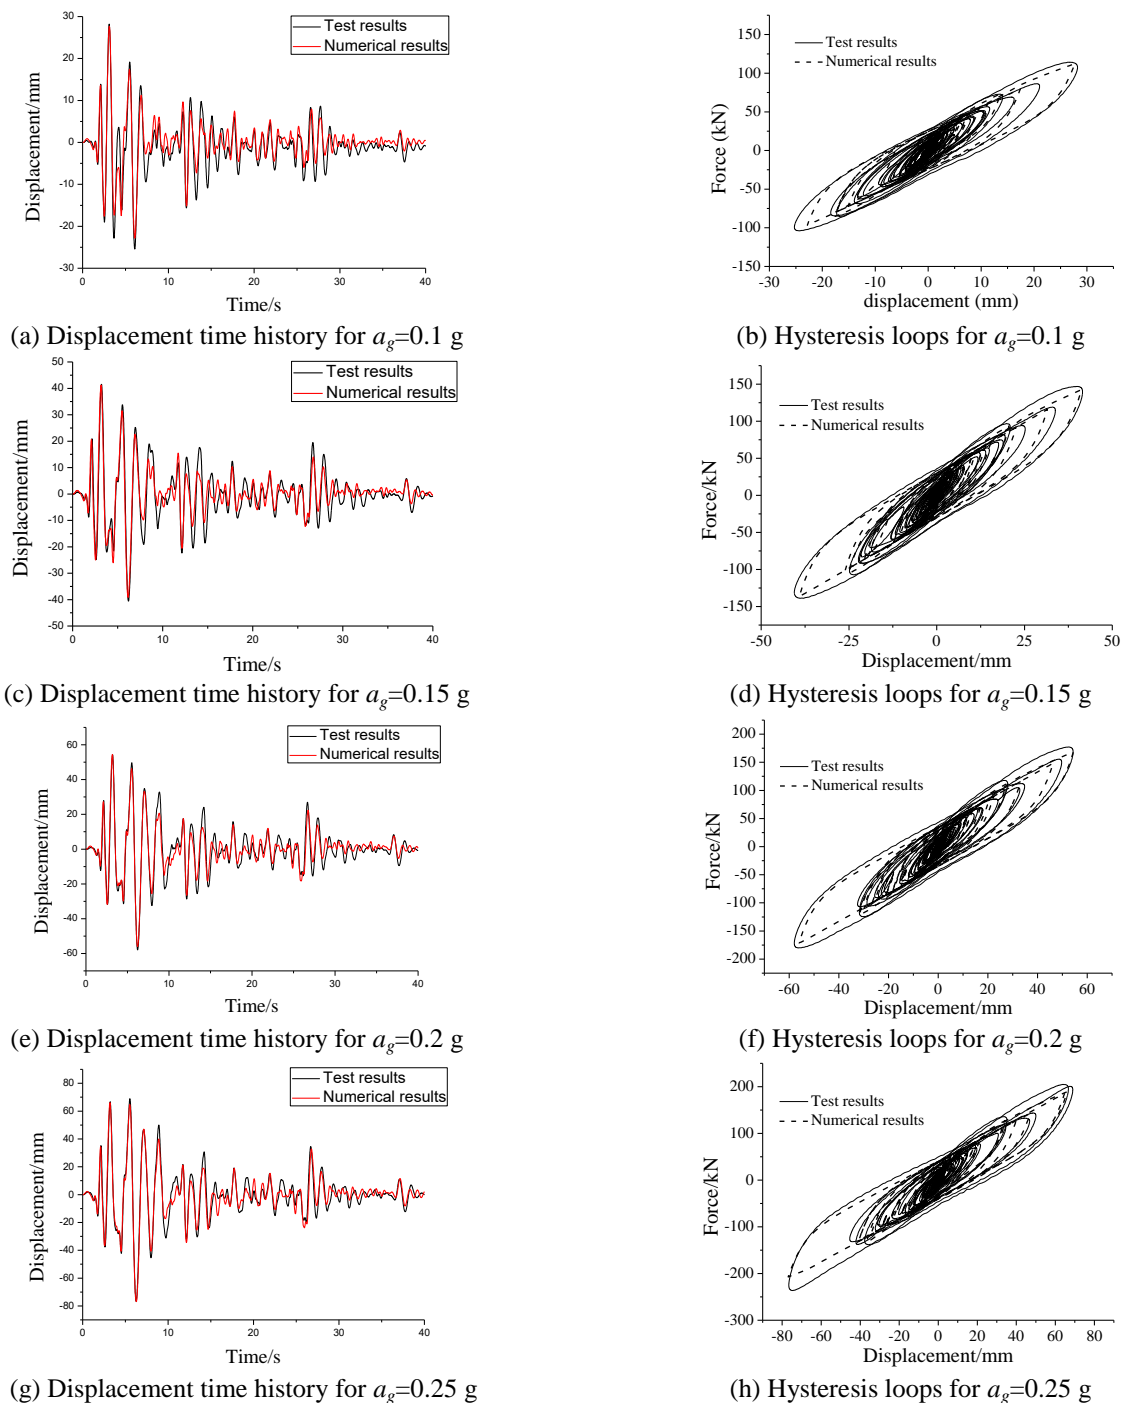 30
20
10
0
-10
-20
-30
0
10
20
30
40
Displacement/mm
Time/s
Test results
Numerical results
150
100
50
0
-50
-100
-150
-30
-20
-10
0
10
20
30
Force (kN)
displacement (mm)
Test results
Numerical results
(a) Displacement time history for a_g=0.1 g
(b) Hysteresis loops for a_g=0.1 g
50
40
30
20
10
0
-10
-20
-30
-40
-50
0
10
20
30
40
Displacement/mm
Time/s
Test results
Numerical results
150
100
50
0
-50
-100
-150
-50
-25
0
25
50
Force/kN
Displacement/mm
Test results
Numerical results
(c) Displacement time history for a_g=0.15 g
(d) Hysteresis loops for a_g=0.15 g
60
40
20
0
-20
-40
-60
0
10
20
30
40
Displacement/mm
Time/s
Test results
Numerical results
200
150
100
50
0
-50
-100
-150
-200
-60
-40
-20
0
20
40
60
Force/kN
Displacement/mm
Test results
Numerical results
(e) Displacement time history for a_g=0.2 g
(f) Hysteresis loops for a_g=0.2 g
80
60
40
20
0
-20
-40
-60
-80
0
10
20
30
40
Displacement/mm
Time/s
Test results
Numerical results
200
100
0
-100
-200
-300
-80
-60
-40
-20
0
20
40
60
80
Force/kN
Displacement/mm
Test results
Numerical results
(g) Displacement time history for a_g=0.25 g
(h) Hysteresis loops for a_g=0.25 g